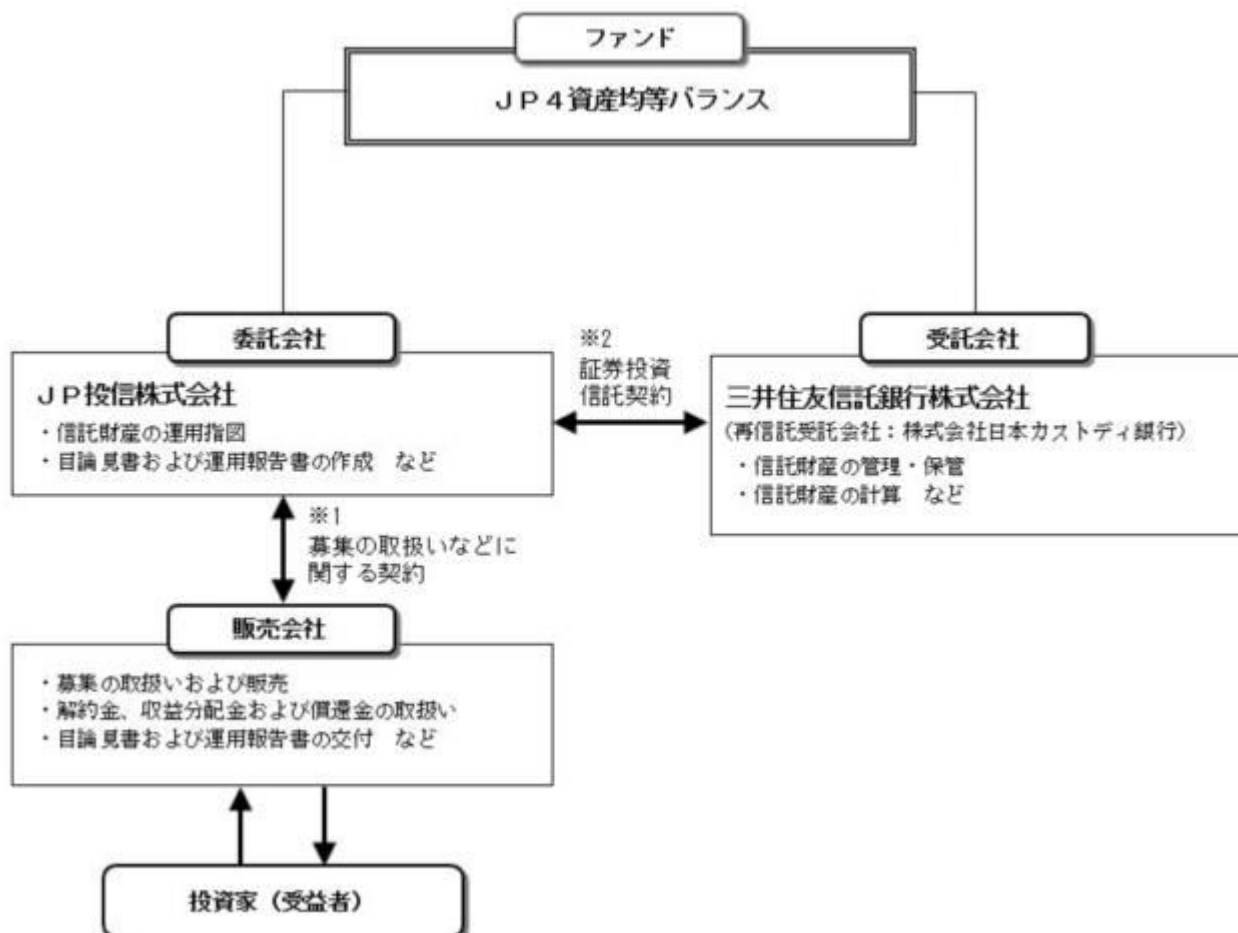 ファンド
JP4資産均等バランス
委託会社
JP投信株式会社
・信託財産の運用指図
・目論見書および運用報告書の作成 など
※2
証券投資
信託契約
受託会社
三井住友信託銀行株式会社
(再信託受託会社:株式会社日本カストディ銀行)
・信託財産の管理・保管
・信託財産の計算 など
※1
募集の取扱いなどに
関する契約
販売会社
・募集の取扱いおよび販売
・解約金、収益分配金および償還金の取扱い
・目論見書および運用報告書の交付 など
投資家(受益者)